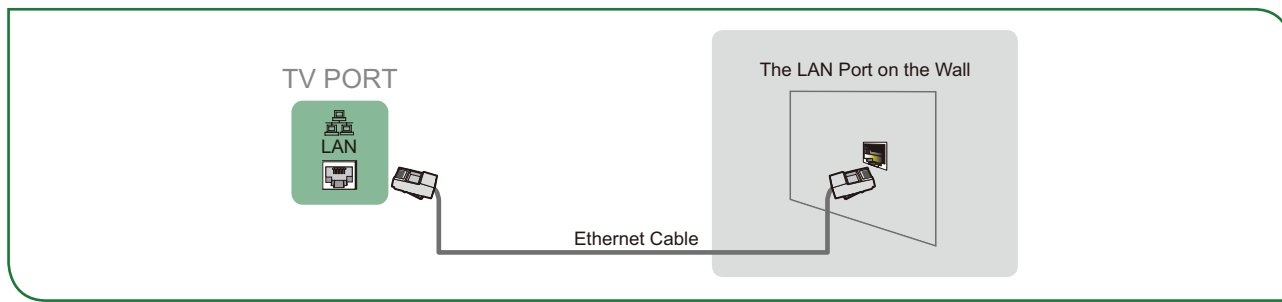 TV PORT
LAN
The LAN Port on the Wall
Ethernet Cable